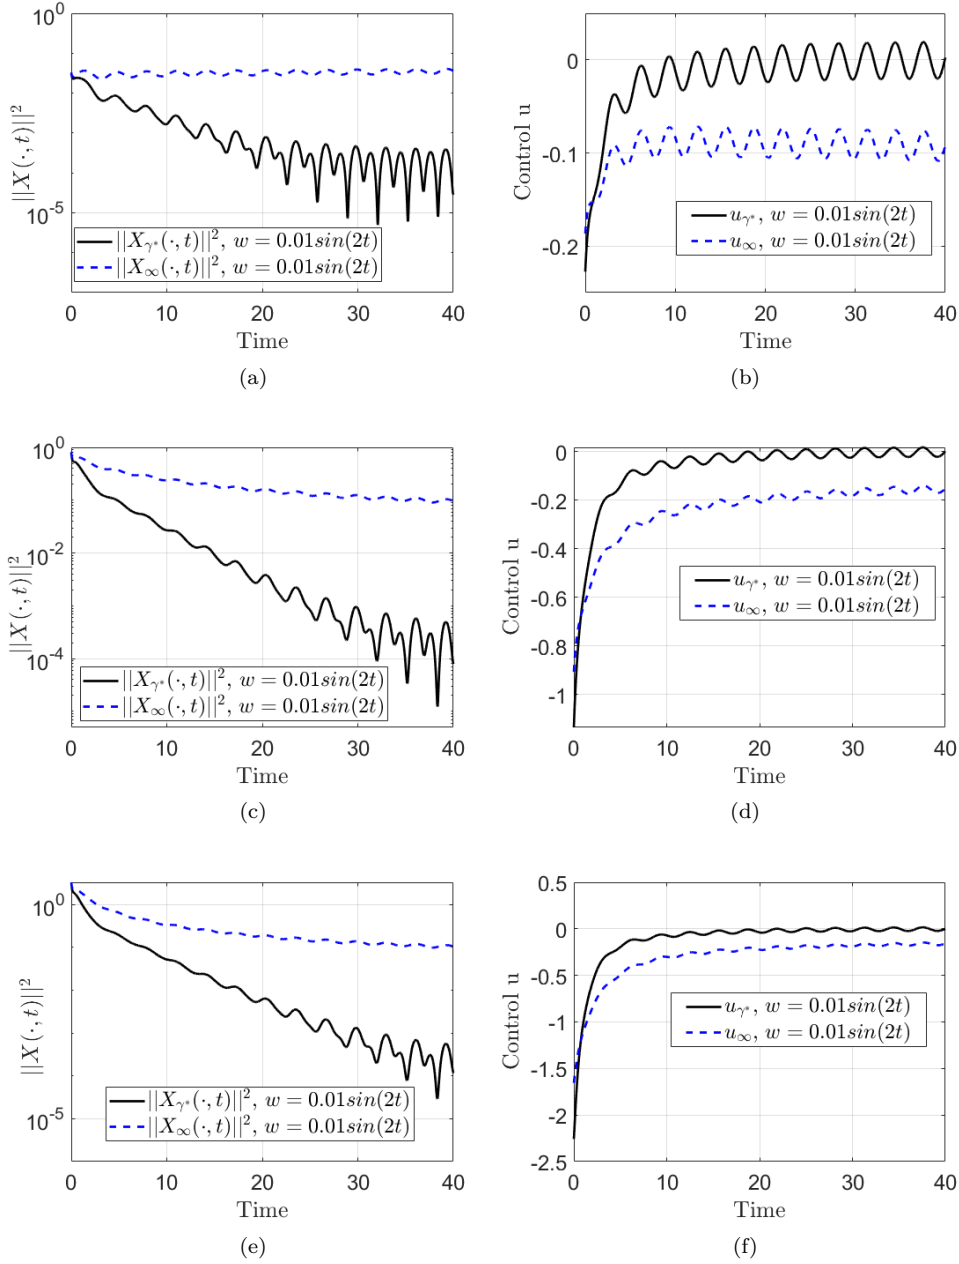 10^0
10^-5
||X(·,t)||^2
||X_γ*(·,t)||^2, w = 0.01sin(2t)
||X_∞(·,t)||^2, w = 0.01sin(2t)
0 10 20 30 40
Time
(a)
0
-0.1
-0.2
Control u
u_γ*, w = 0.01sin(2t)
u_∞, w = 0.01sin(2t)
0 10 20 30 40
Time
(b)
10^0
10^-2
10^-4
||X(·,t)||^2
||X_γ*(·,t)||^2, w = 0.01sin(2t)
||X_∞(·,t)||^2, w = 0.01sin(2t)
0 10 20 30 40
Time
(c)
0
-0.2
-0.4
-0.6
-0.8
-1
Control u
u_γ*, w = 0.01sin(2t)
u_∞, w = 0.01sin(2t)
0 10 20 30 40
Time
(d)
10^0
10^-5
||X(·,t)||^2
||X_γ*(·,t)||^2, w = 0.01sin(2t)
||X_∞(·,t)||^2, w = 0.01sin(2t)
0 10 20 30 40
Time
(e)
0.5
0
-0.5
-1
-1.5
-2
-2.5
Control u
u_γ*, w = 0.01sin(2t)
u_∞, w = 0.01sin(2t)
0 10 20 30 40
Time
(f)